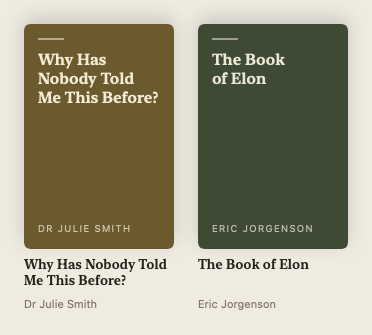 Why Has
Nobody Told
Me This Before?
DR JULIE SMITH
Why Has Nobody Told
Me This Before?
Dr Julie Smith
The Book
of Elon
ERIC JORGENSON
The Book of Elon
Eric Jorgenson